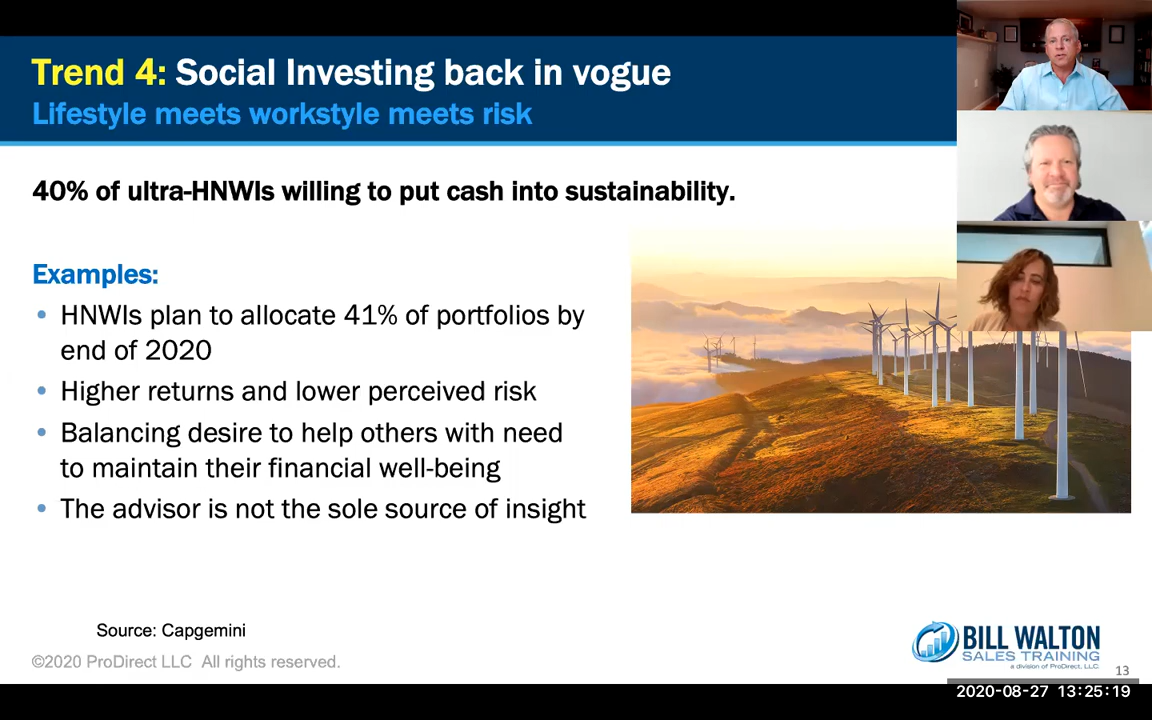 Trend 4: Social Investing back in vogue
Lifestyle meets workstyle meets risk
40% of ultra-HNWIs willing to put cash into sustainability.
Examples:
• HNWIs plan to allocate 41% of portfolios by
end of 2020
• Higher returns and lower perceived risk
• Balancing desire to help others with need
to maintain their financial well-being
• The advisor is not the sole source of insight
Source: Capgemini
©2020 ProDirect LLC All rights reserved.
BILL WALTON
SALES TRAINING
a division of ProDirect, LLC.
13
2020-08-27 13:25:19